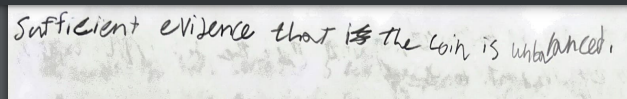 Sufficient evidence that the coin is unbalanced.